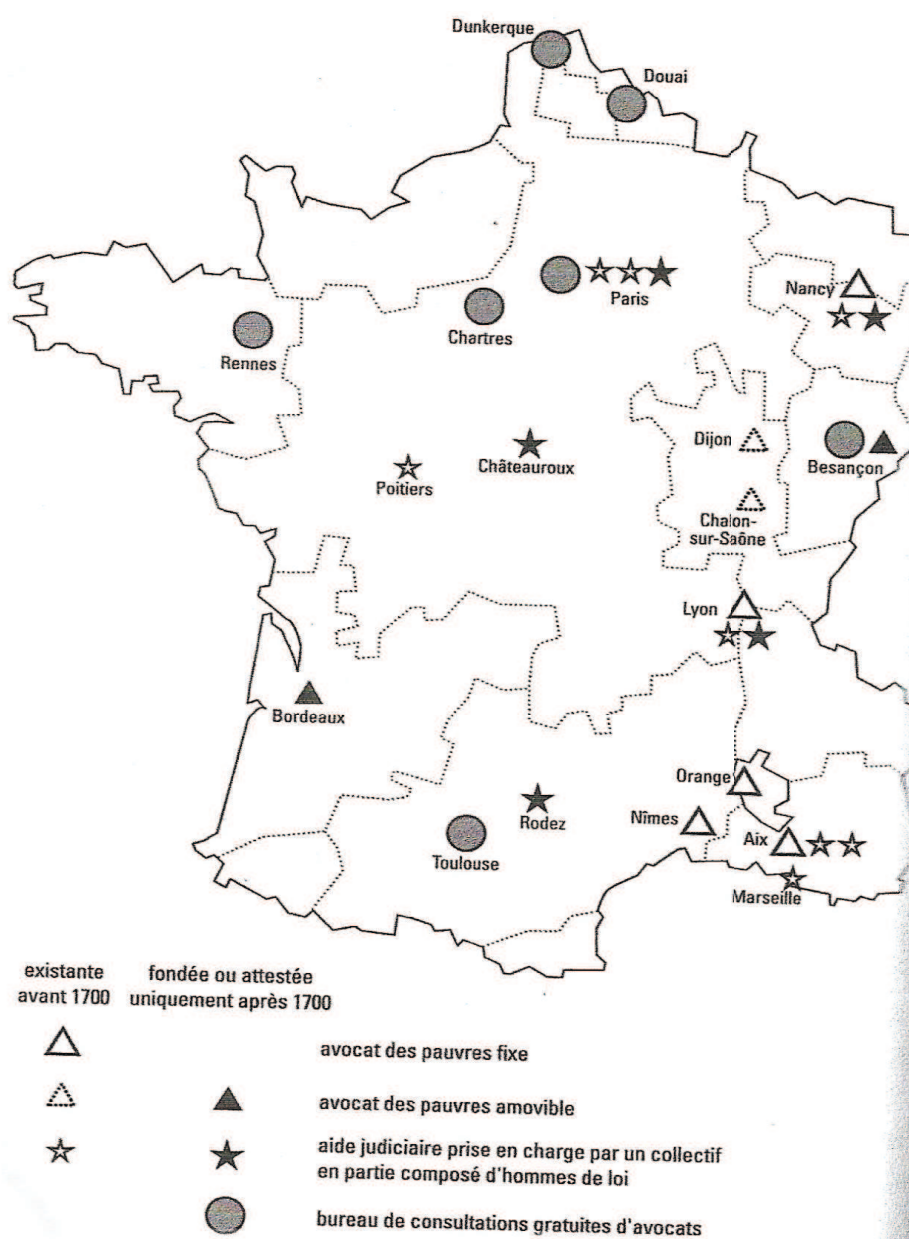 Dunkerque
Douai
Paris
Nancy
Chartres
Rennes
Dijon
Besançon
Châteauroux
Poitiers
Chalon-
sur-Saône
Lyon
Bordeaux
Orange
Rodez
Nîmes
Aix
Toulouse
Marseille
existante
avant 1700
fondée ou attestée
uniquement après 1700
avocat des pauvres fixe
avocat des pauvres amovible
aide judiciaire prise en charge par un collectif
en partie composé d'hommes de loi
bureau de consultations gratuites d'avocats